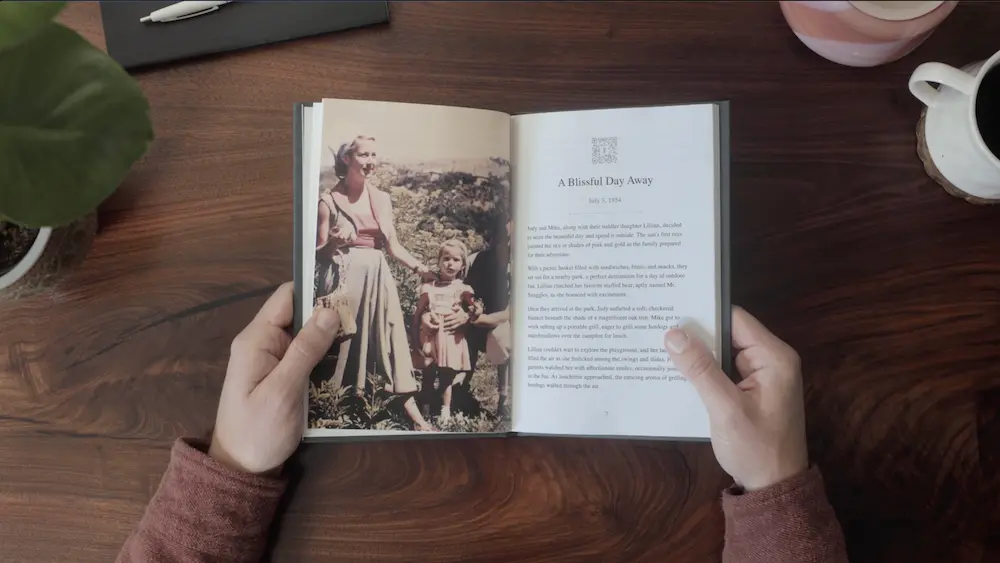 A Blissful Day Away
July 3, 1954
Judy and Mike, along with their toddler daughter Lillian, decided
to seize the beautiful day and spend it outside. The sun's first rays
painted the sky in shades of pink and gold as the family prepared
for their adventure.
With a picnic basket filled with sandwiches, fruits, and snacks, they
set out for a nearby park, a perfect destination for a day of outdoor
fun. Lillian clutched her favorite stuffed bear, aptly named Mr.
Snuggles, as she bounced with excitement.
Once they arrived at the park, Judy unfurled a soft, checkered
blanket beneath the shade of a magnificent oak tree. Mike got to
work setting up a portable grill, eager to grill some hotdogs and
marshmallows over the campfire for lunch.
Lillian couldn't wait to explore the playground, and her
filled the air as she frolicked among the swings and slides.
parents watched her with affectionate smiles, occasionally
in the fun. As lunchtime approached, the enticing aroma of grilling
hotdogs wafted through the air.
7